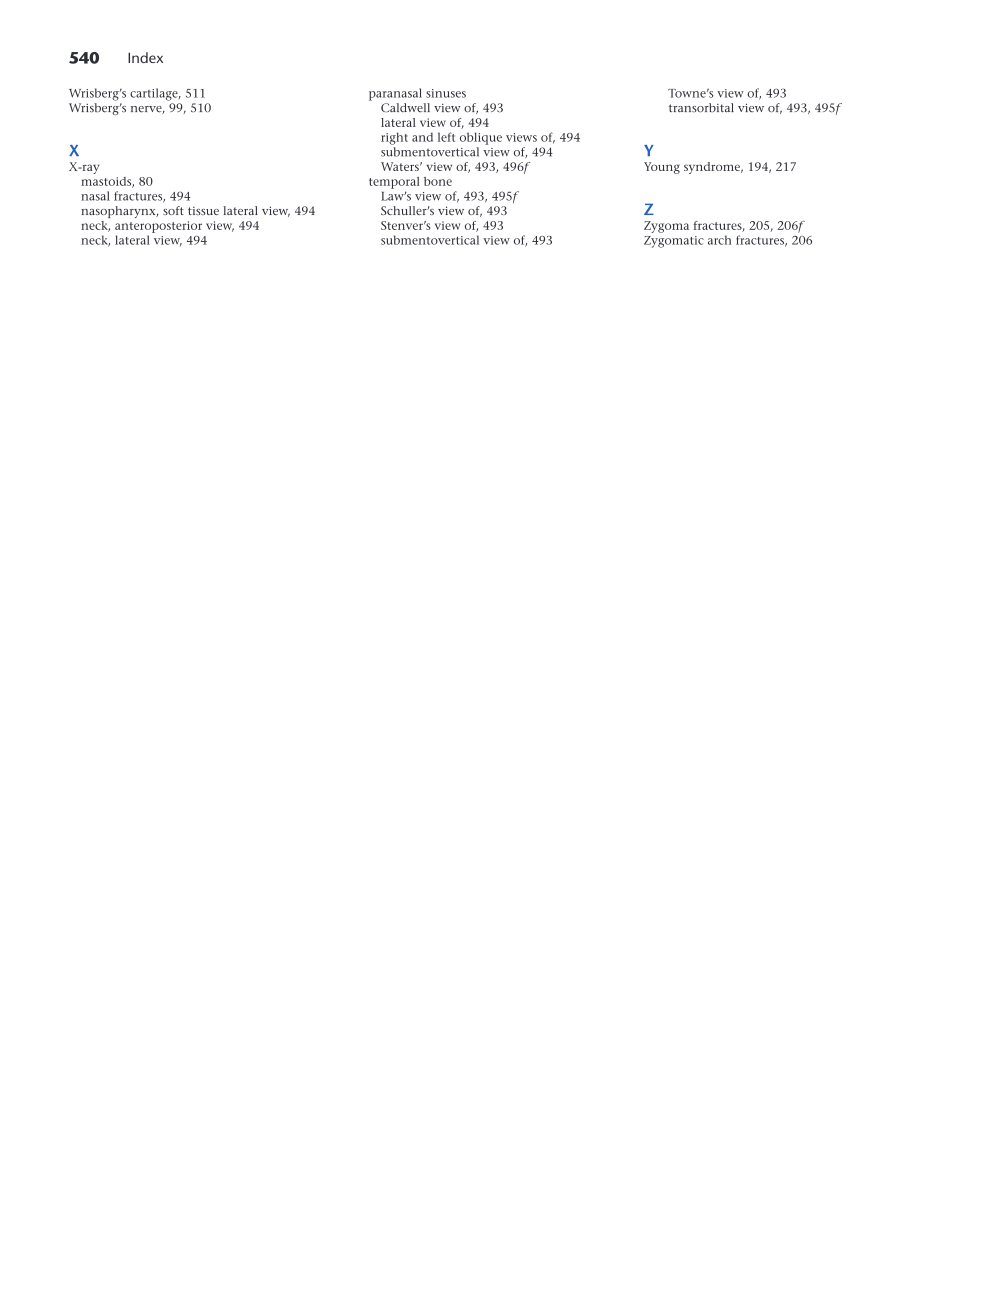 540 Index
Wrisberg’s cartilage, 511
Wrisberg’s nerve, 99, 510
X
X-ray
mastoids, 80
nasal fractures, 494
nasopharynx, soft tissue lateral view, 494
neck, anteroposterior view, 494
neck, lateral view, 494
paranasal sinuses
Caldwell view of, 493
lateral view of, 494
right and left oblique views of, 494
submentovertical view of, 494
Waters’ view of, 493, 496f
temporal bone
Law’s view of, 493, 495f
Schuller’s view of, 493
Stenver’s view of, 493
submentovertical view of, 493
Towne’s view of, 493
transorbital view of, 493, 495f
Y
Young syndrome, 194, 217
Z
Zygoma fractures, 205, 206f
Zygomatic arch fractures, 206